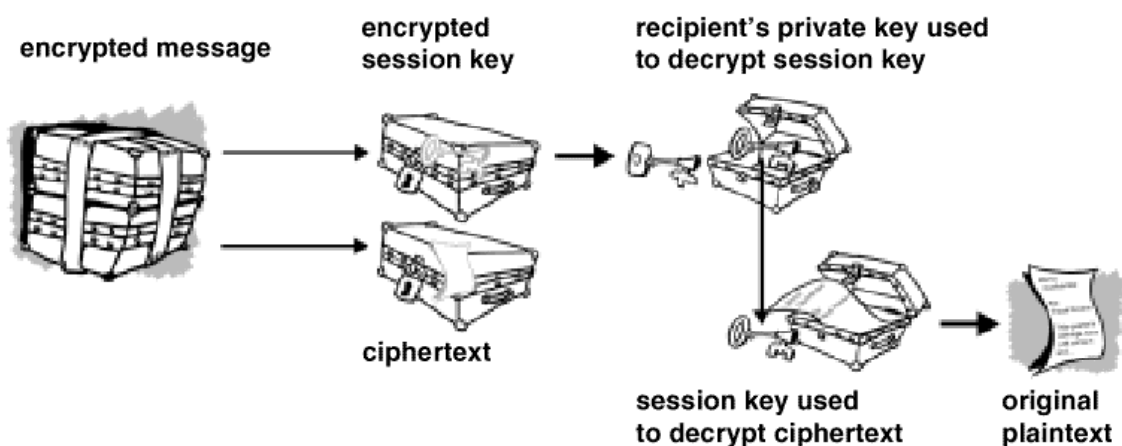 encrypted message
encrypted
session key
recipient's private key used
to decrypt session key
ciphertext
session key used
to decrypt ciphertext
original
plaintext